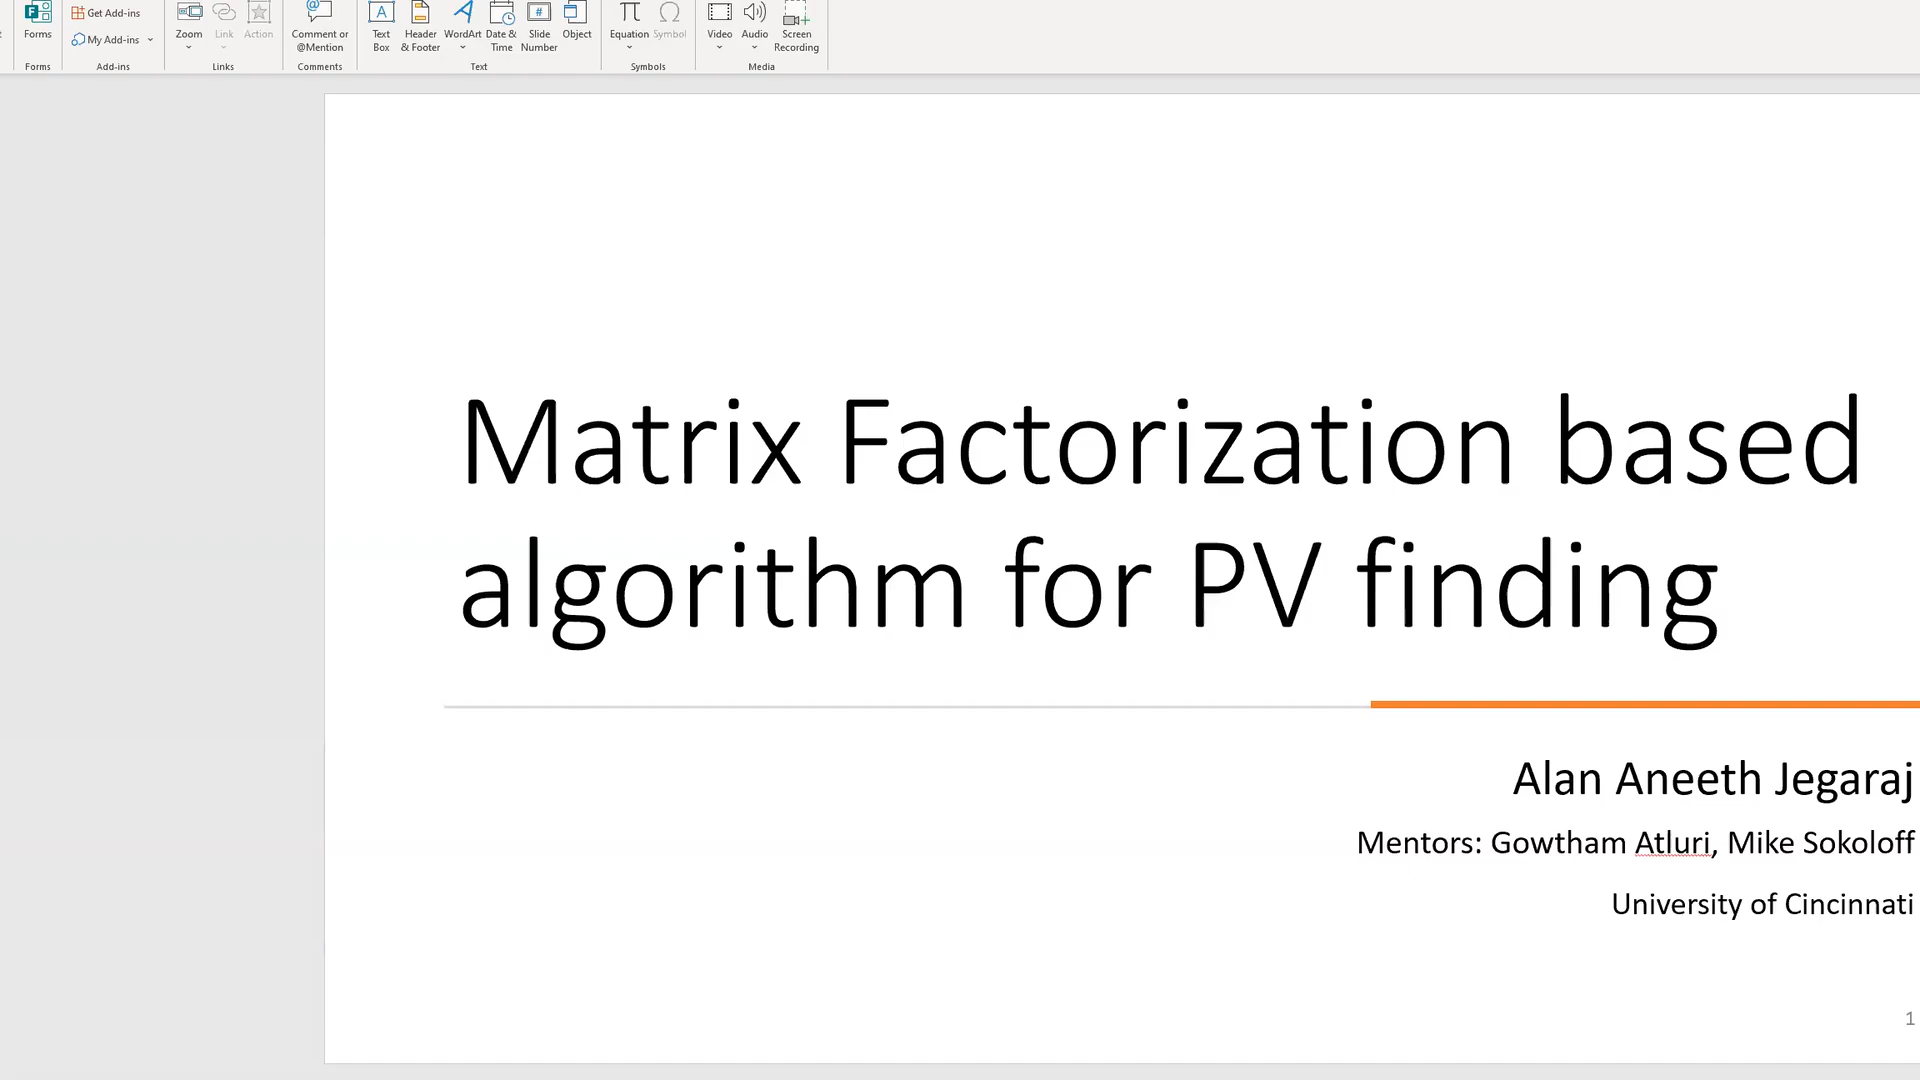 Forms
Get Add-ins
My Add-ins
Zoom
Link
Action
Comment or
@Mention
Text
Box
Header
& Footer
WordArt
Date &
Time
Slide
Number
Object
Equation
Symbol
Video
Audio
Screen
Recording
Forms
Add-ins
Links
Comments
Text
Symbols
Media
Matrix Factorization based
algorithm for PV finding
Alan Aneeth Jegaraj
Mentors: Gowtham Atluri, Mike Sokoloff
University of Cincinnati
1